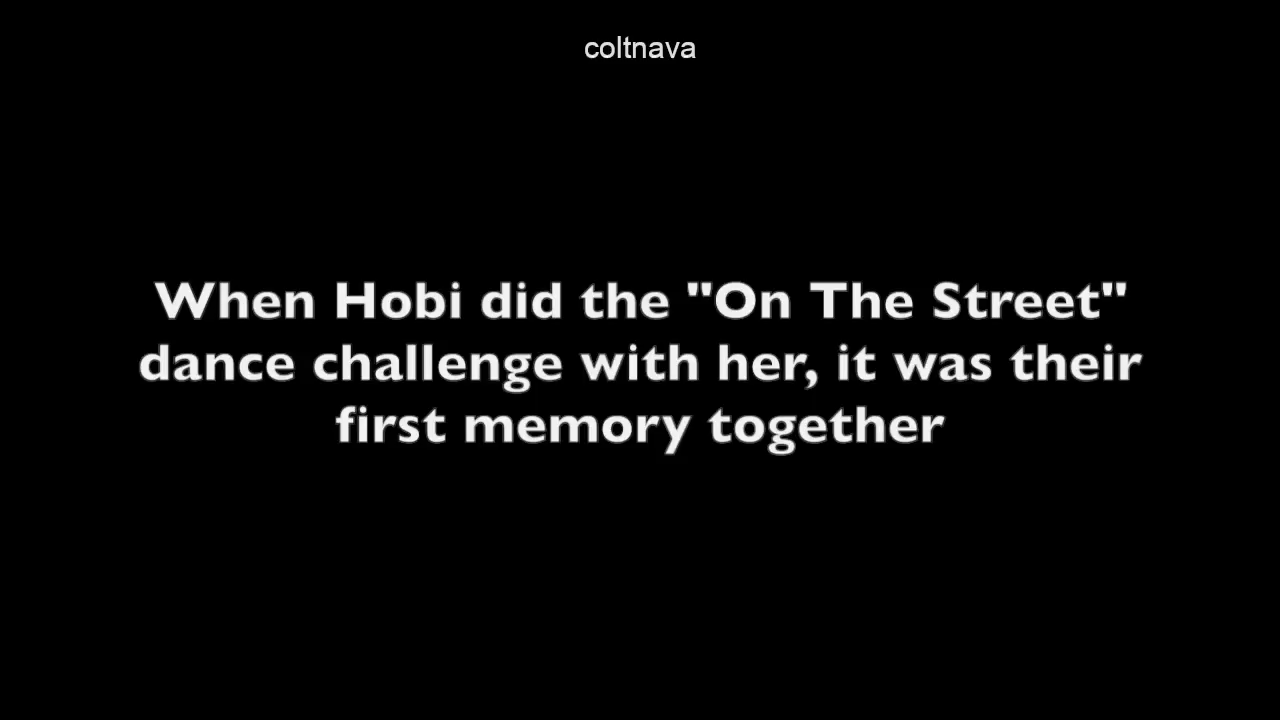 coltnava
When Hobi did the "On The Street"
dance challenge with her, it was their
first memory together